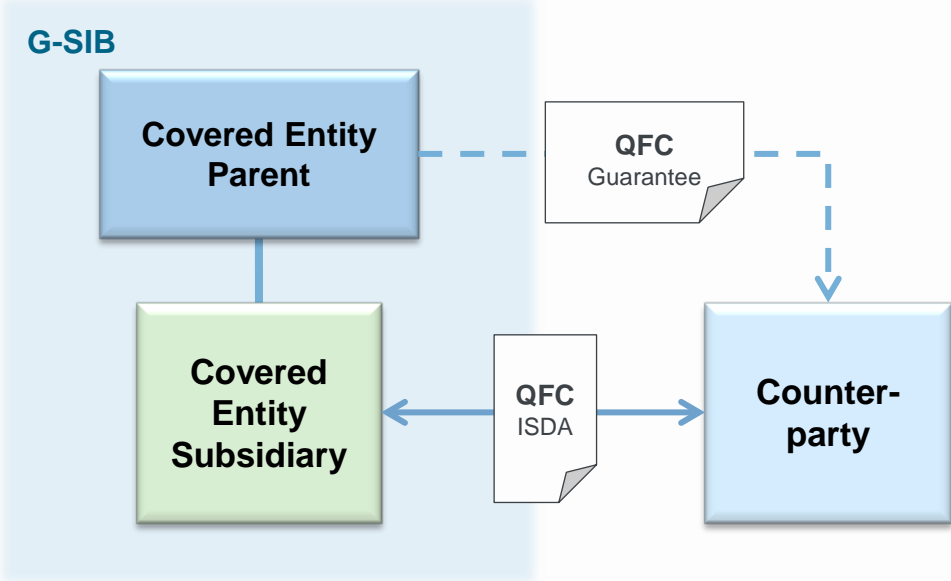 G-SIB
Covered Entity
Parent
QFC
Guarantee
Covered
Entity
Subsidiary
QFC
ISDA
Counter-
party